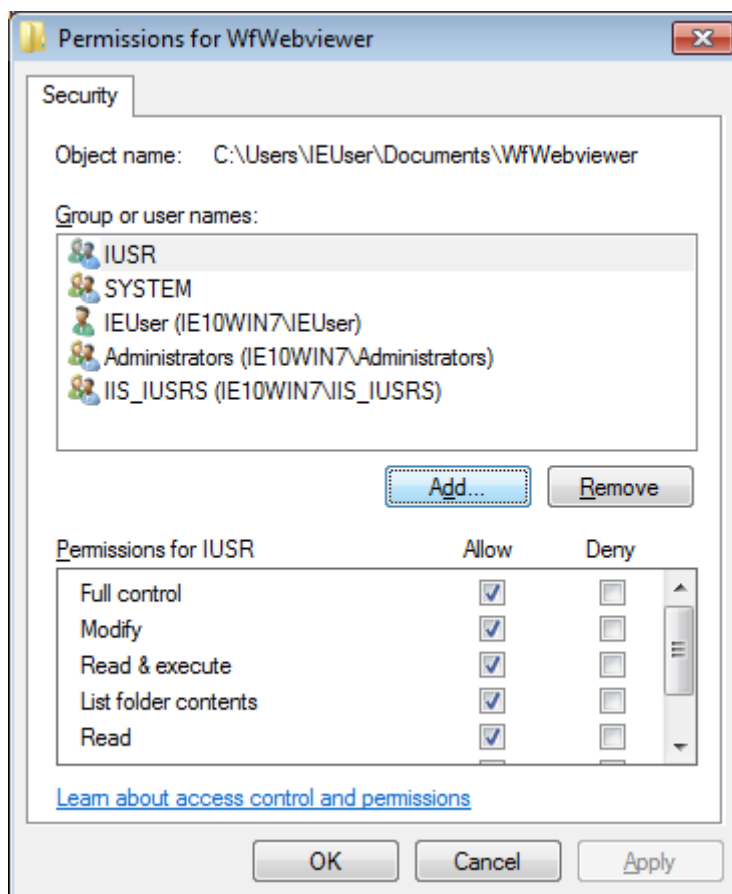 Permissions for WfWebviewer
Security
Object name: C:\Users\IEUser\Documents\WfWebviewer
Group or user names:
IUSR
SYSTEM
IEUser (IE10WIN7\IEUser)
Administrators (IE10WIN7\Administrators)
IIS_IUSRS (IE10WIN7\IIS_IUSRS)
Add... Remove
Permissions for IUSR Allow Deny
Full control
Modify
Read & execute
List folder contents
Read
Learn about access control and permissions
OK Cancel Apply